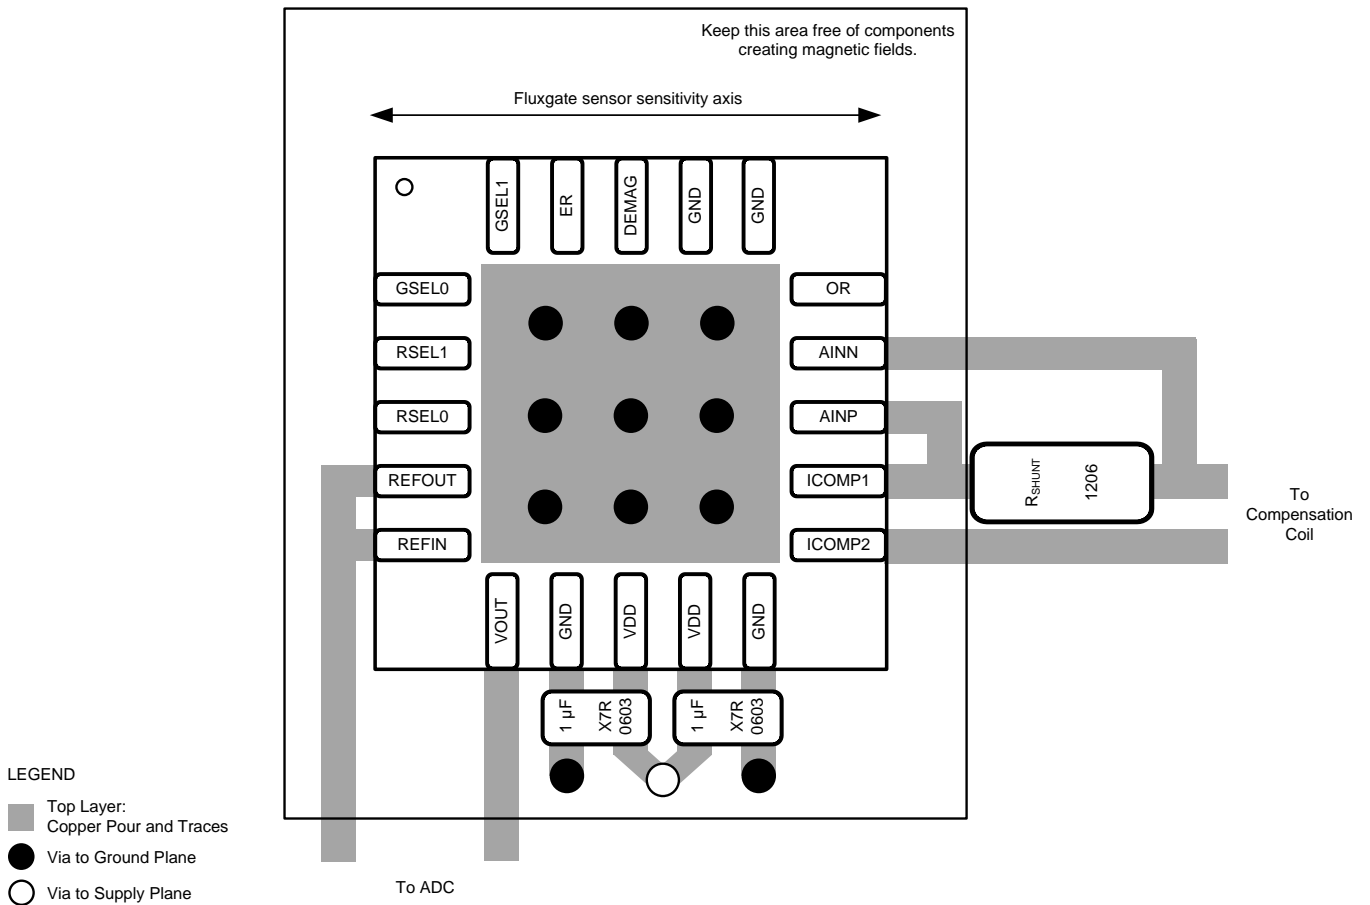 Keep this area free of components
creating magnetic fields.
Fluxgate sensor sensitivity axis
GSEL1
ER
DEMAG
GND
GND
GSEL0
OR
RSEL1
AINN
RSEL0
AINP
REFOUT
ICOMP1
RSHUNT
1206
REFIN
ICOMP2
To
Compensation
Coil
VOUT
GND
VDD
VDD
GND
1 µF
X7R
0603
1 µF
X7R
0603
LEGEND
Top Layer:
Copper Pour and Traces
Via to Ground Plane
Via to Supply Plane
To ADC